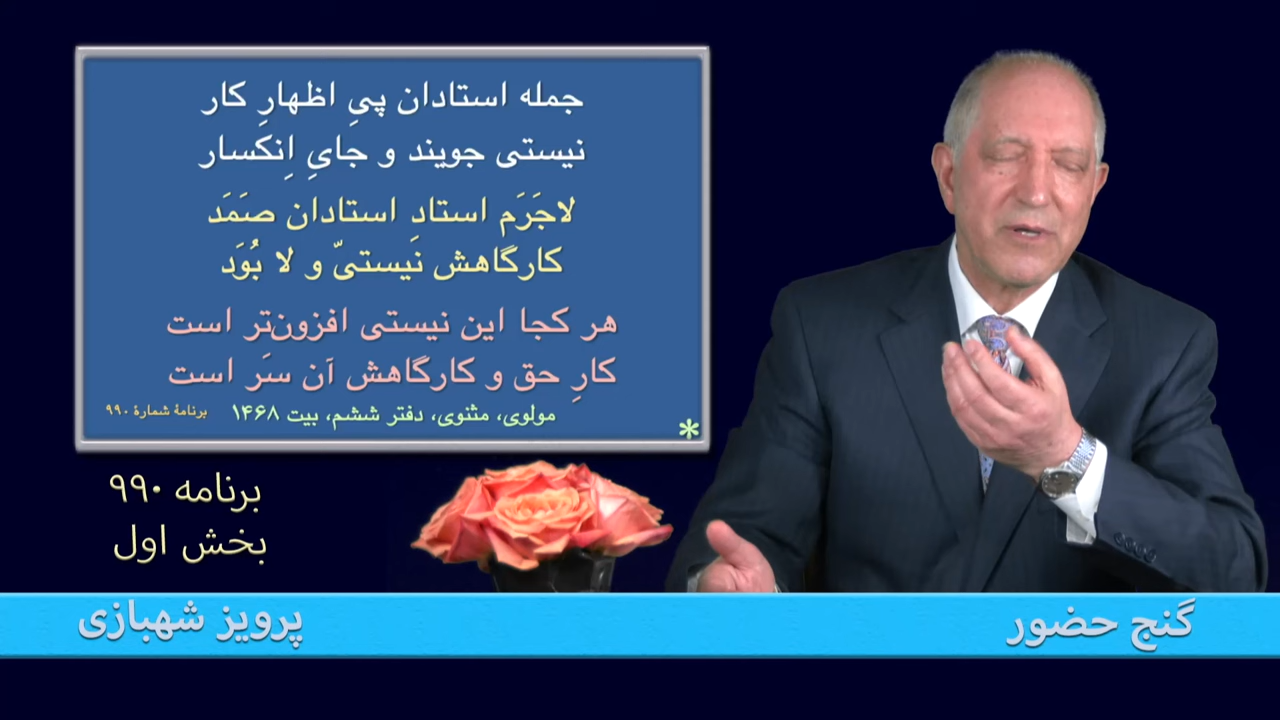 جمله استادان پیِ اظهارِ کار
نیستی جویند و جایِ اِنکسار
لاجَرَم استادِ استادان صَمَد
کارگاهش نَیستیّ و لا بُوَد
هر کجا این نیستی افزون‌تر است
کارِ حق و کارگاهش آن سَر است
مولوی، مثنوی، دفتر ششم، بیت ۱۴۶۸
برنامهٔ شمارهٔ ۹۹۰
*
برنامه ۹۹۰
بخش اول
گنج حضور
پرویز شهبازی